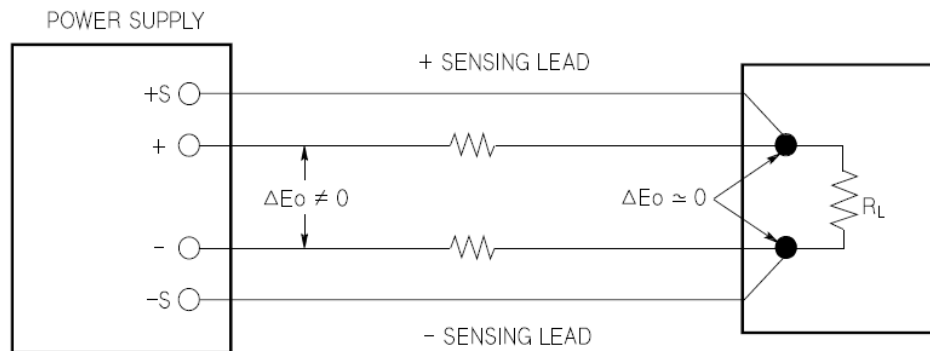 POWER SUPPLY
+ SENSING LEAD
+S
+
ΔEo ≠ 0
ΔEo ≃ 0
RL
-
-S
- SENSING LEAD